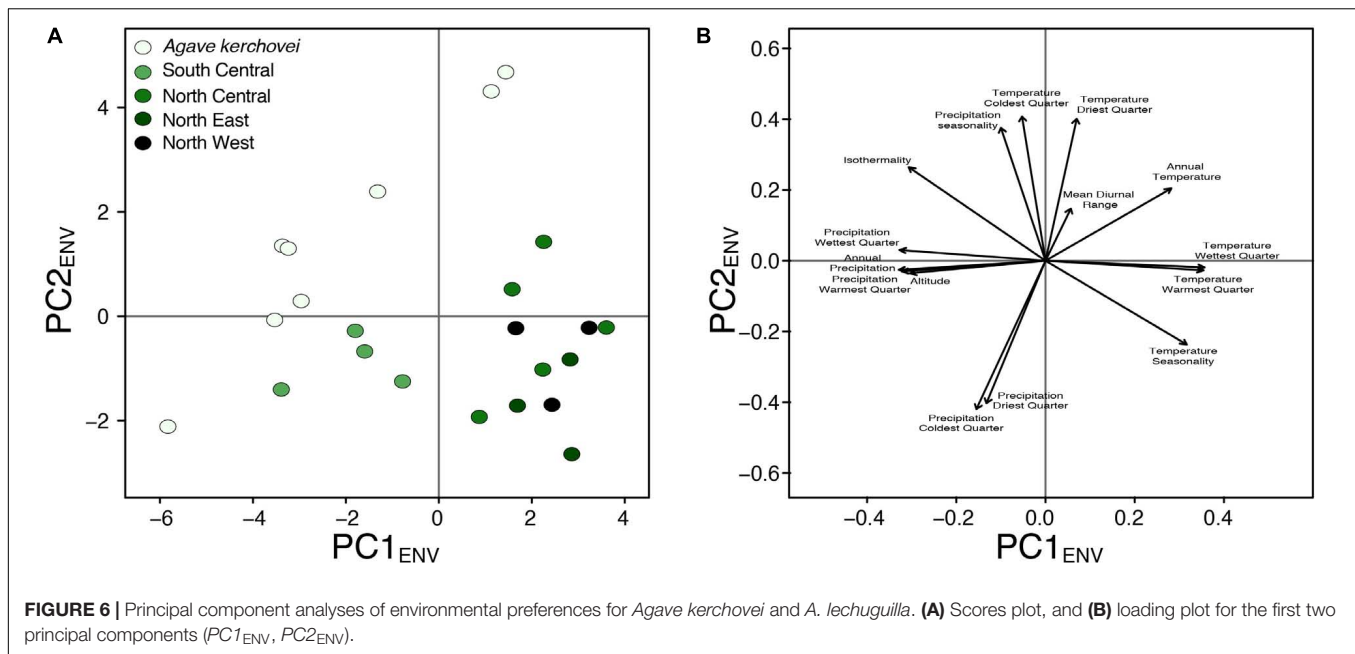 A
Agave kerchovei
South Central
North Central
North East
North West
4
2
0
−2
PC2ENV
−6
−4
−2
0
2
4
PC1ENV
B
0.6
0.4
0.2
0.0
−0.2
−0.4
−0.6
PC2ENV
Temperature
Coldest Quarter
Temperature
Driest Quarter
Precipitation
seasonality
Isothermality
Annual
Temperature
Mean Diurnal
Range
Precipitation
Wettest Quarter
Annual
Precipitation
Precipitation
Warmest Quarter
Altitude
Temperature
Wettest Quarter
Temperature
Warmest Quarter
Temperature
Seasonality
Precipitation
Driest Quarter
Precipitation
Coldest Quarter
−0.4
−0.2
0.0
0.2
0.4
PC1ENV
FIGURE 6 | Principal component analyses of environmental preferences for Agave kerchovei and A. lechuguilla. (A) Scores plot, and (B) loading plot for the first two
principal components (PC1ENV, PC2ENV).